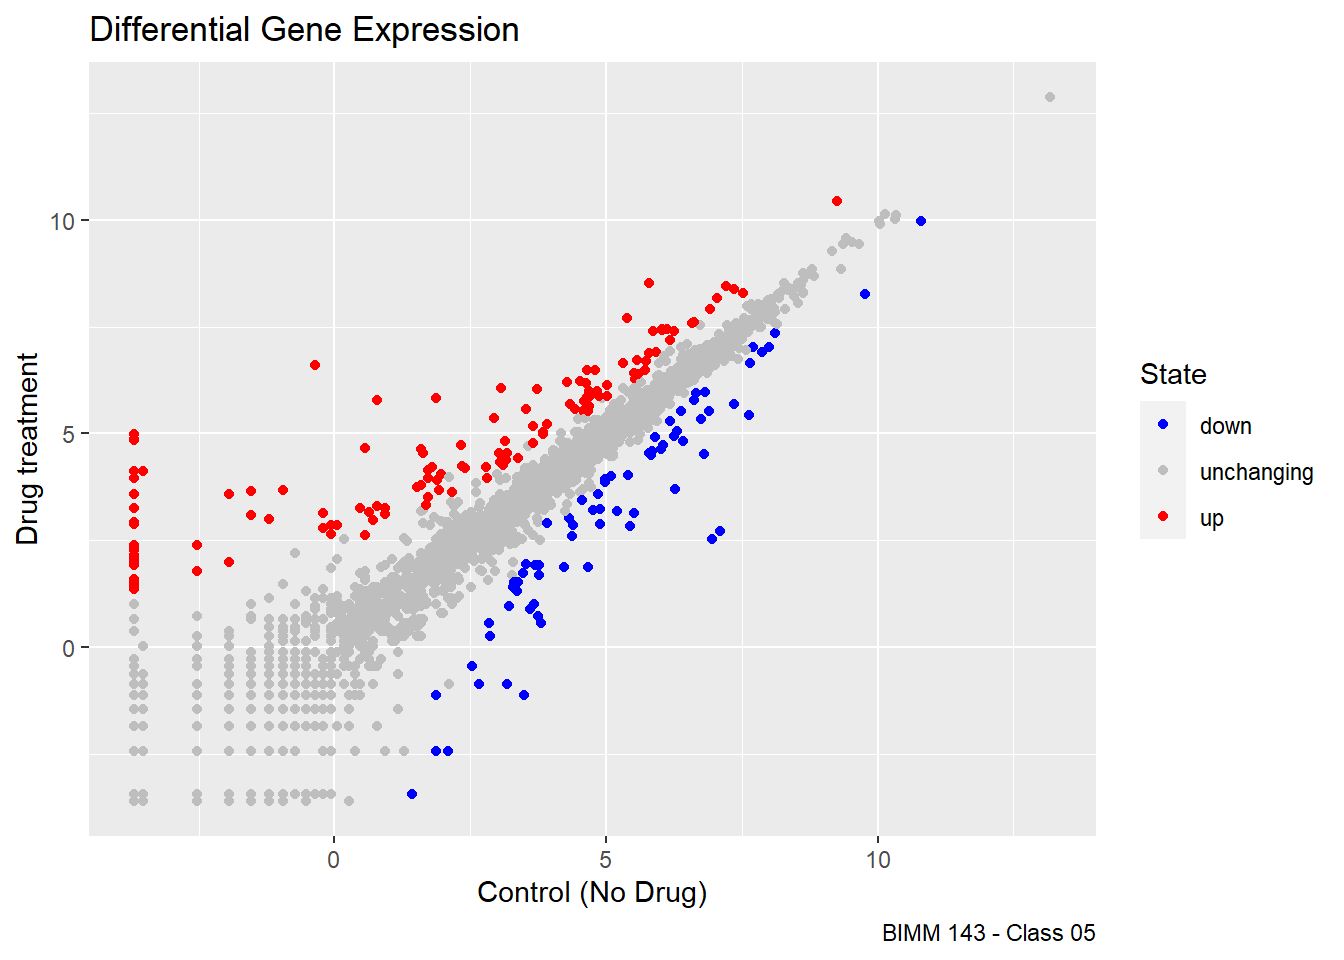 Differential Gene Expression
Drug treatment
10
5
0
0
5
10
Control (No Drug)
State
down
unchanging
up
BIMM 143 - Class 05